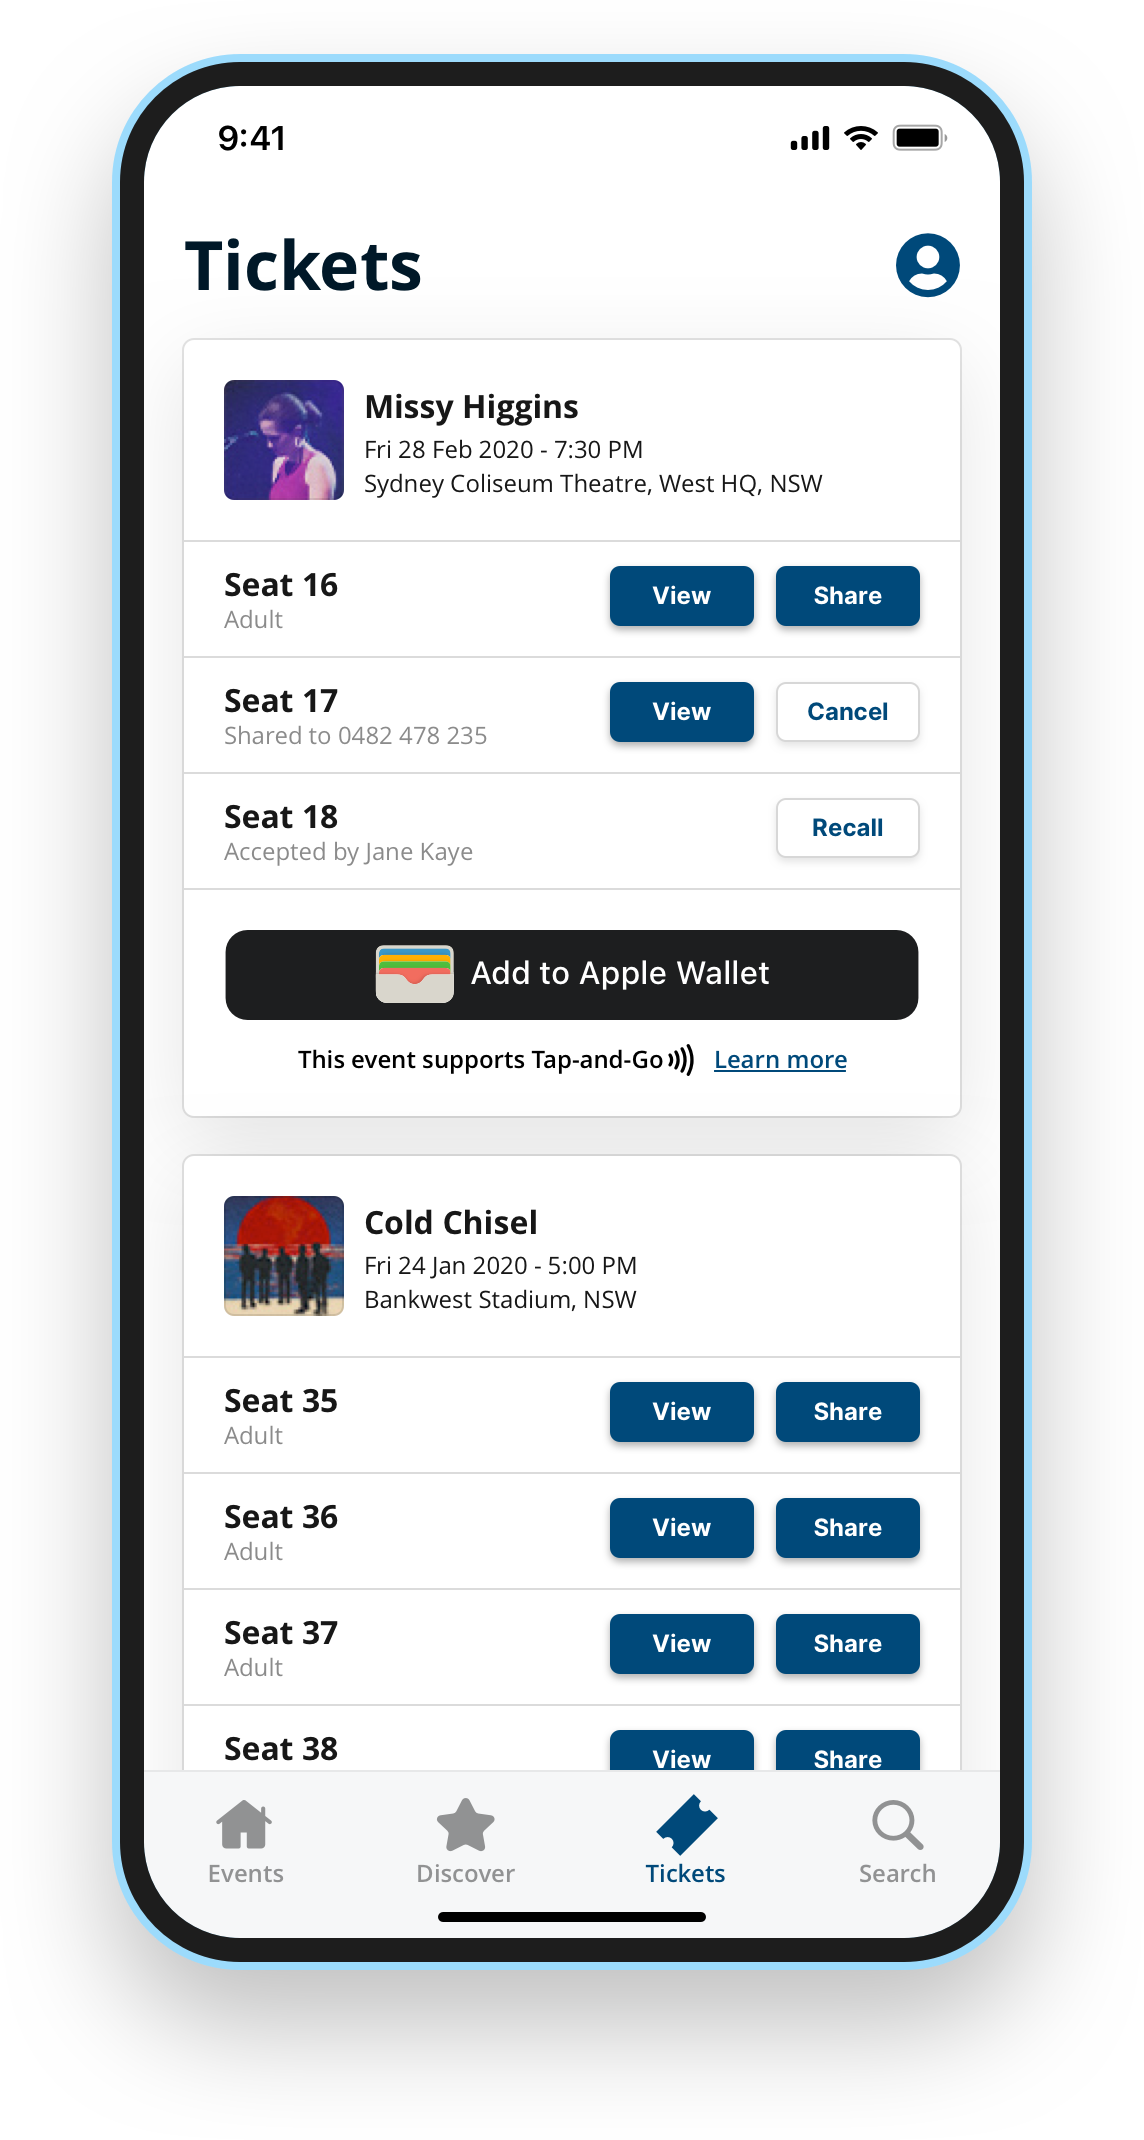 9:41
Tickets
Missy Higgins
Fri 28 Feb 2020 - 7:30 PM
Sydney Coliseum Theatre, West HQ, NSW
Seat 16
Adult
View
Share
Seat 17
Shared to 0482 478 235
View
Cancel
Seat 18
Accepted by Jane Kaye
Recall
Add to Apple Wallet
This event supports Tap-and-Go Learn more
Cold Chisel
Fri 24 Jan 2020 - 5:00 PM
Bankwest Stadium, NSW
Seat 35
Adult
View
Share
Seat 36
Adult
View
Share
Seat 37
Adult
View
Share
Seat 38
View
Share
Events
Discover
Tickets
Search